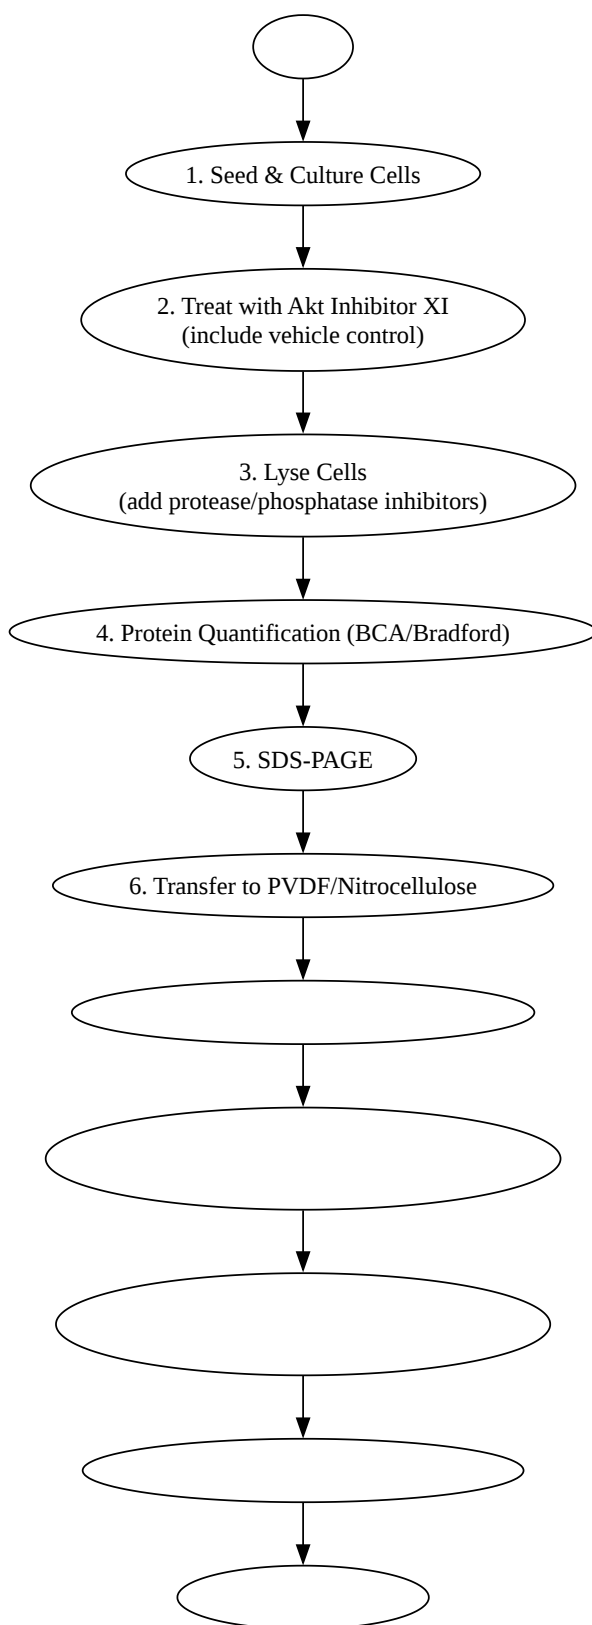 1. Seed & Culture Cells
2. Treat with Akt Inhibitor XI
(include vehicle control)
3. Lyse Cells
(add protease/phosphatase inhibitors)
4. Protein Quantification (BCA/Bradford)
5. SDS-PAGE
6. Transfer to PVDF/Nitrocellulose